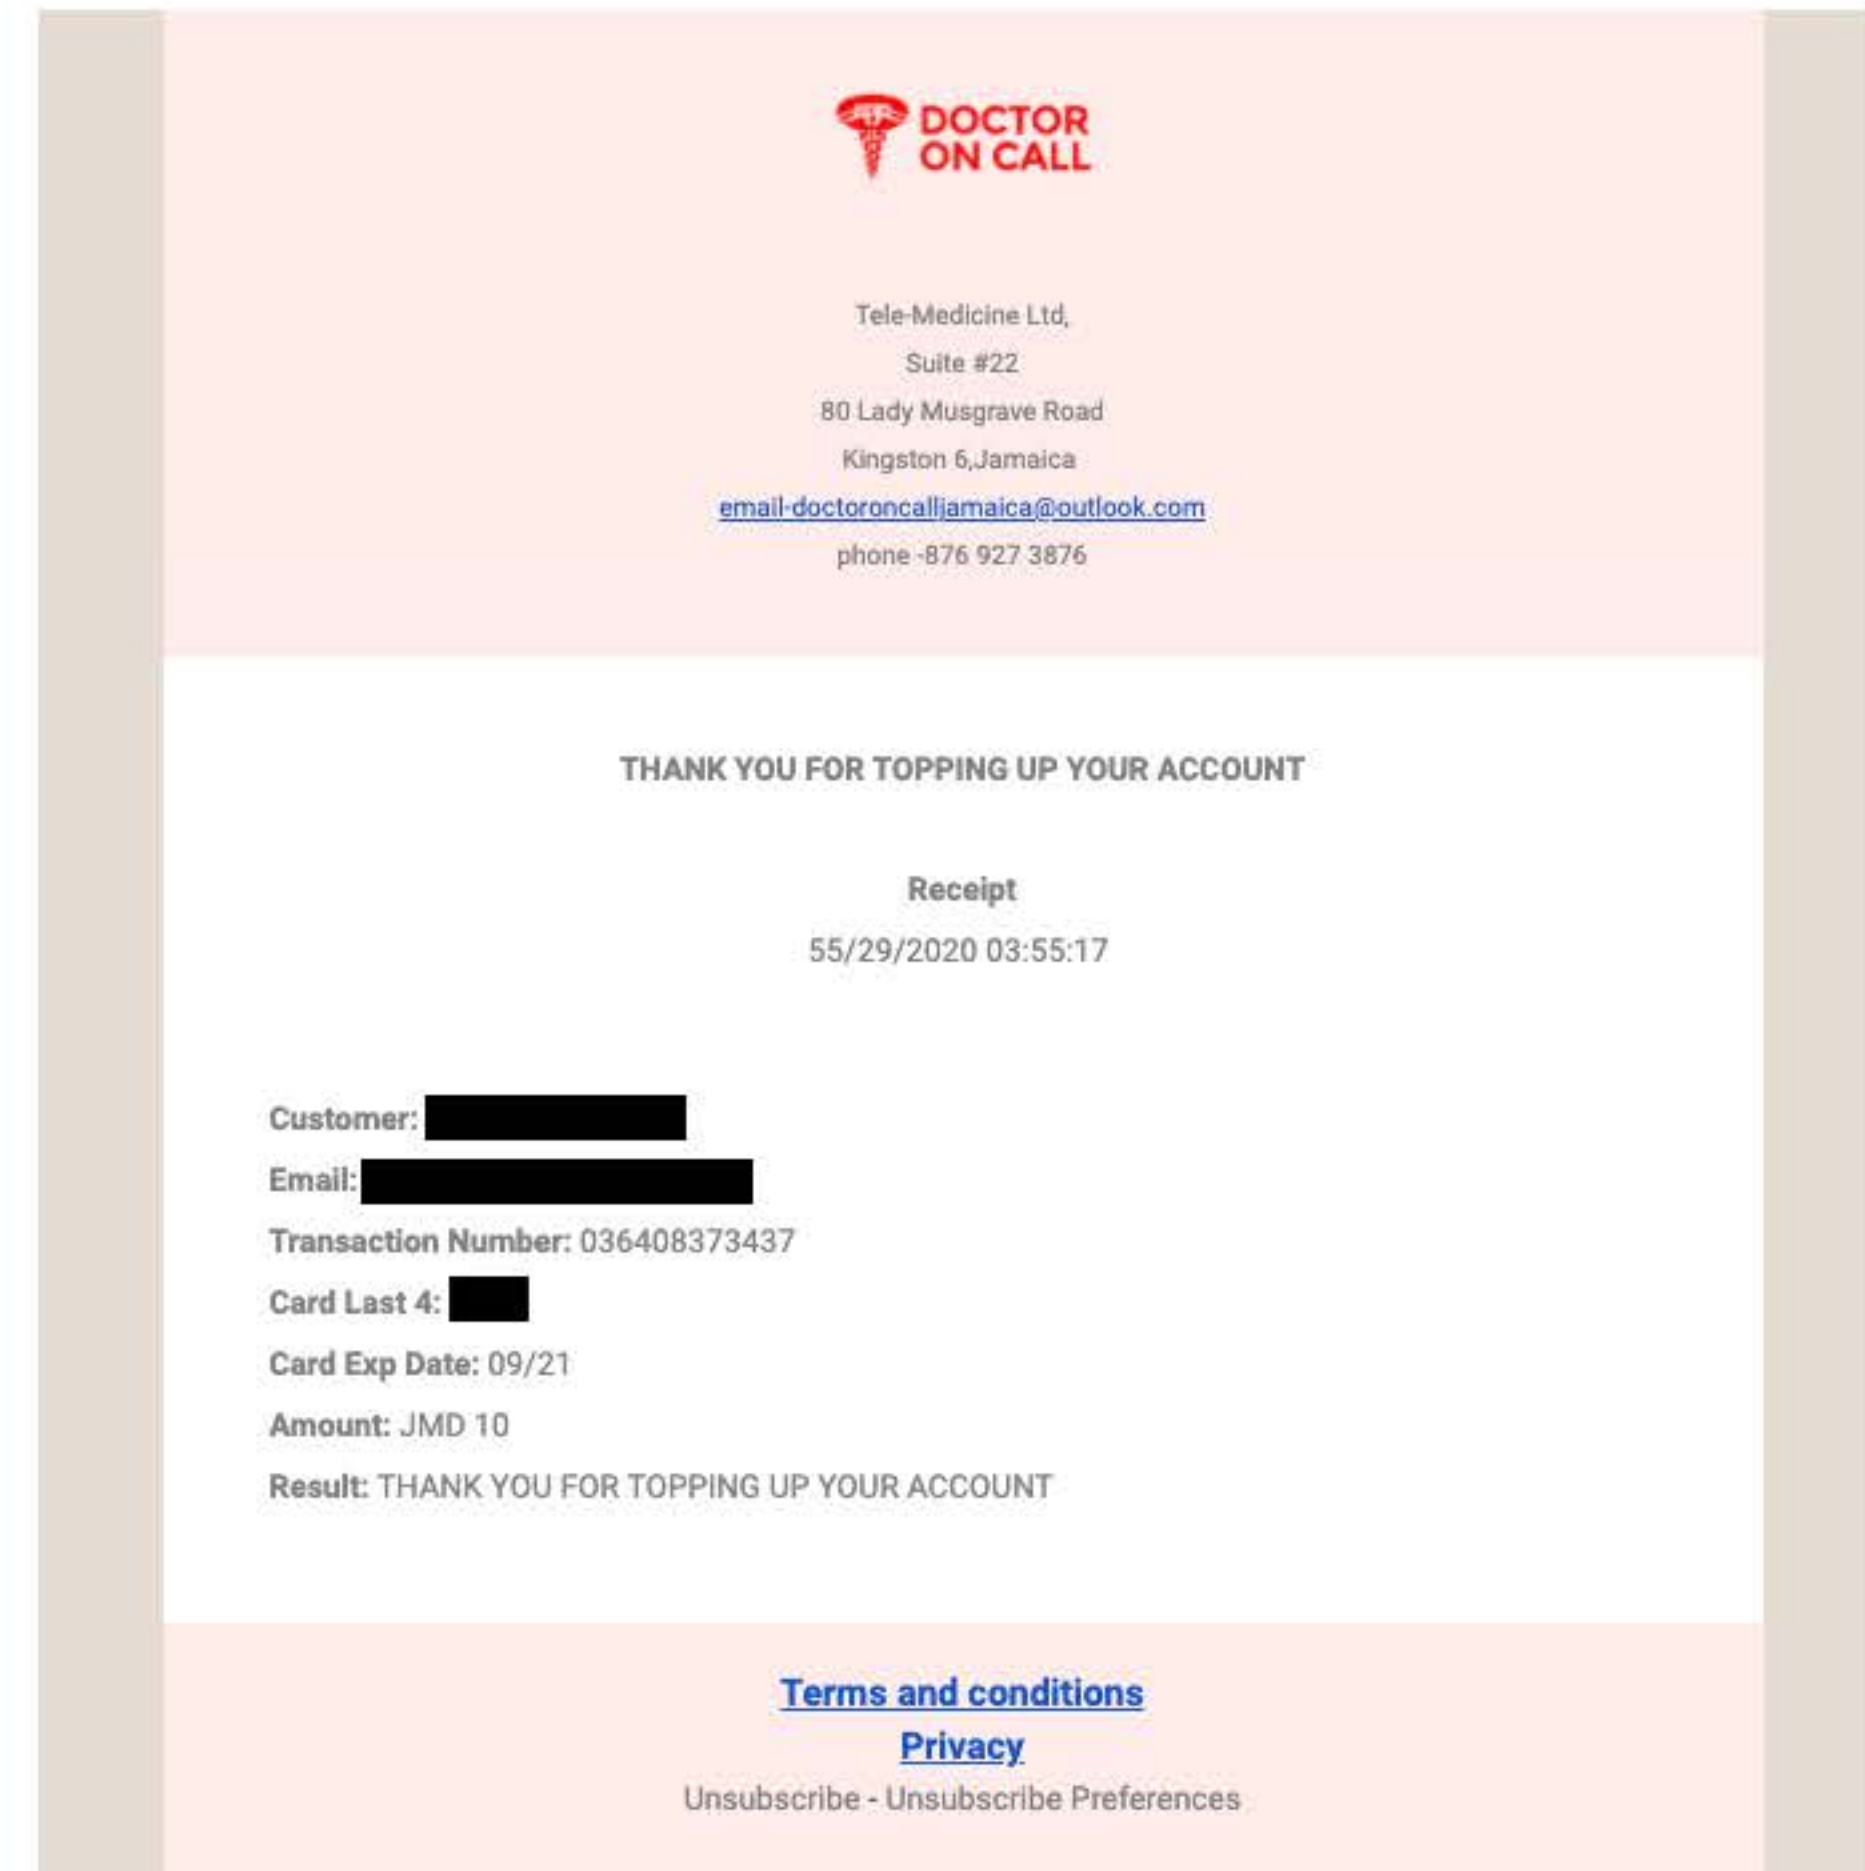 DOCTOR
ON CALL
Tele-Medicine Ltd,
Suite #22
80 Lady Musgrave Road
Kingston 6,Jamaica
email-doctoroncalljamaica@outlook.com
phone -876 927 3876
THANK YOU FOR TOPPING UP YOUR ACCOUNT
Receipt
55/29/2020 03:55:17
Customer:
Email:
Transaction Number: 036408373437
Card Last 4:
Card Exp Date: 09/21
Amount: JMD 10
Result: THANK YOU FOR TOPPING UP YOUR ACCOUNT
Terms and conditions
Privacy
Unsubscribe - Unsubscribe Preferences